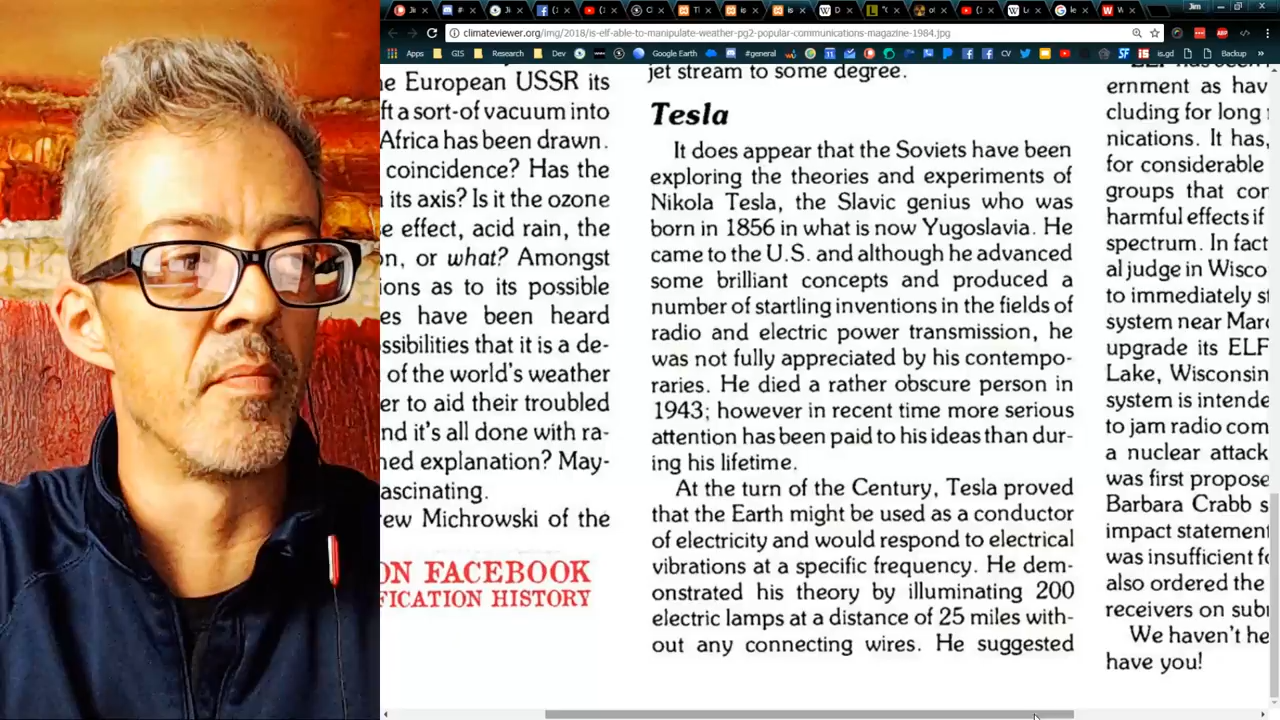 Jim
climateviewer.org/img/2018/is-elf-able-to-manipulate-weather-pg2-popular-communications-magazine-1984.jpg
Apps GIS Research Dev Google Earth #general CV is.gd Backup
e European USSR its
ft a sort-of vacuum into
Africa has been drawn.
coincidence? Has the
its axis? Is it the ozone
e effect, acid rain, the
n, or what? Amongst
ions as to its possible
es have been heard
ssibilities that it is a de-
of the world's weather
er to aid their troubled
nd it's all done with ra-
ned explanation? May-
ascinating.
rew Michrowski of the
ON FACEBOOK
FICATION HISTORY
jet stream to some degree.
Tesla
It does appear that the Soviets have been
exploring the theories and experiments of
Nikola Tesla, the Slavic genius who was
born in 1856 in what is now Yugoslavia. He
came to the U.S. and although he advanced
some brilliant concepts and produced a
number of startling inventions in the fields of
radio and electric power transmission, he
was not fully appreciated by his contempo-
raries. He died a rather obscure person in
1943; however in recent time more serious
attention has been paid to his ideas than dur-
ing his lifetime.
At the turn of the Century, Tesla proved
that the Earth might be used as a conductor
of electricity and would respond to electrical
vibrations at a specific frequency. He dem-
onstrated his theory by illuminating 200
electric lamps at a distance of 25 miles with-
out any connecting wires. He suggested
ernment as hav
cluding for long
nications. It has,
for considerable
groups that con
harmful effects if
spectrum. In fact
al judge in Wisco
to immediately st
system near Marq
upgrade its ELF
Lake, Wisconsin
system is intende
to jam radio com
a nuclear attack
was first propose
Barbara Crabb s
impact statement
was insufficient fo
also ordered the
receivers on sub
We haven't he
have you!